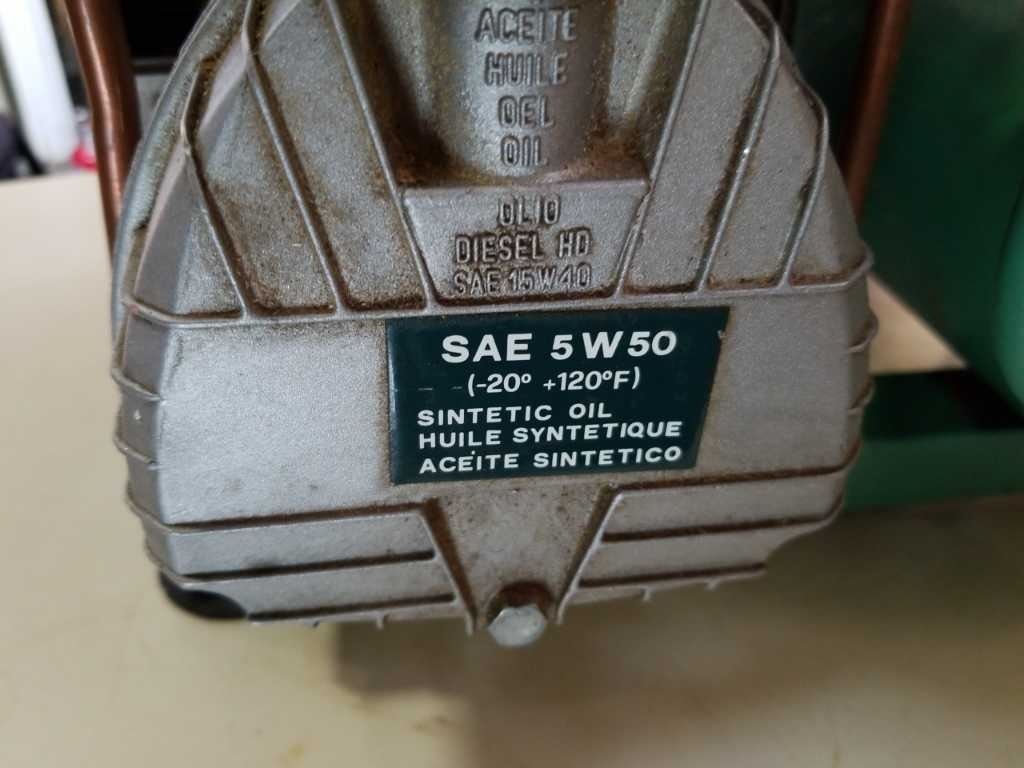 ACEITE
HUILE
OEL
OIL
OLIO
DIESEL HD
SAE 15W40
SAE 5W50
(-20° +120°F)
SINTETIC OIL
HUILE SYNTETIQUE
ACEITE SINTETICO